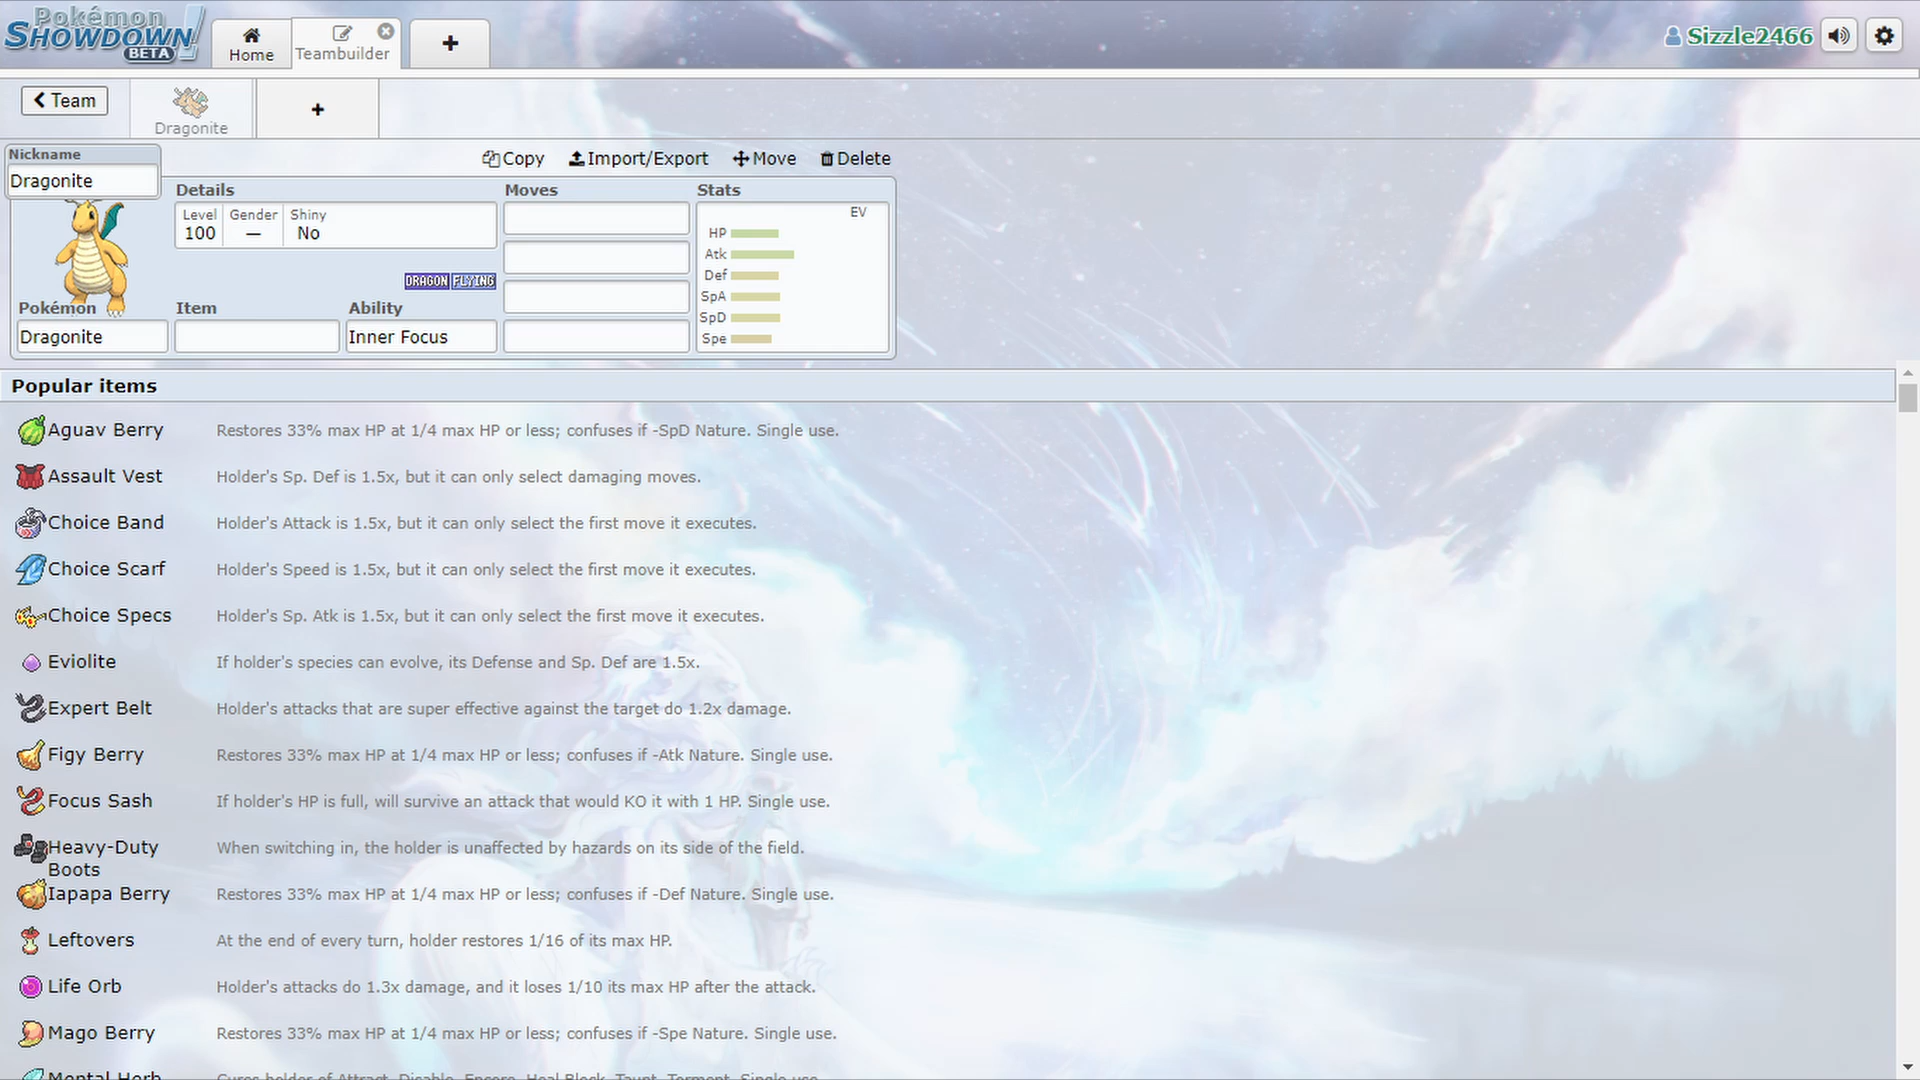 Pokémon
SHOWDOWN!
BETA
Home
Teambuilder
+
Sizzle2466
Team
Dragonite
+
Nickname
Dragonite
Copy
Import/Export
Move
Delete
Details
Moves
Stats
Level
Gender
Shiny
100
—
No
EV
HP
Atk
Def
SpA
SpD
Spe
DRAGON
FLYING
Pokémon
Item
Ability
Dragonite
Inner Focus
Popular items
Aguav Berry Restores 33% max HP at 1/4 max HP or less; confuses if -SpD Nature. Single use.
Assault Vest Holder's Sp. Def is 1.5x, but it can only select damaging moves.
Choice Band Holder's Attack is 1.5x, but it can only select the first move it executes.
Choice Scarf Holder's Speed is 1.5x, but it can only select the first move it executes.
Choice Specs Holder's Sp. Atk is 1.5x, but it can only select the first move it executes.
Eviolite If holder's species can evolve, its Defense and Sp. Def are 1.5x.
Expert Belt Holder's attacks that are super effective against the target do 1.2x damage.
Figy Berry Restores 33% max HP at 1/4 max HP or less; confuses if -Atk Nature. Single use.
Focus Sash If holder's HP is full, will survive an attack that would KO it with 1 HP. Single use.
Heavy-Duty When switching in, the holder is unaffected by hazards on its side of the field.
Boots
Iapapa Berry Restores 33% max HP at 1/4 max HP or less; confuses if -Def Nature. Single use.
Leftovers At the end of every turn, holder restores 1/16 of its max HP.
Life Orb Holder's attacks do 1.3x damage, and it loses 1/10 its max HP after the attack.
Mago Berry Restores 33% max HP at 1/4 max HP or less; confuses if -Spe Nature. Single use.
Mental Herb Cures holder of Attract, Disable, Encore, Heal Block, Taunt, Torment. Single use.